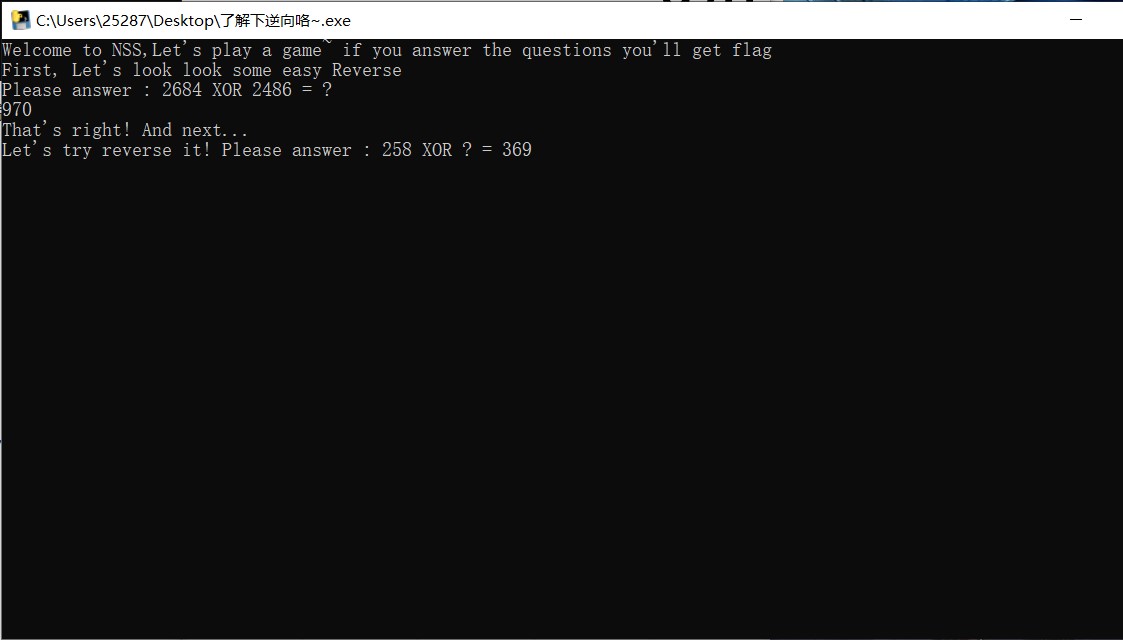 C:\Users\25287\Desktop\了解下逆向咯~.exe
Welcome to NSS,Let's play a game~ if you answer the questions you'll get flag
First, Let's look look some easy Reverse
Please answer : 2684 XOR 2486 = ?
970
That's right! And next...
Let's try reverse it! Please answer : 258 XOR ? = 369